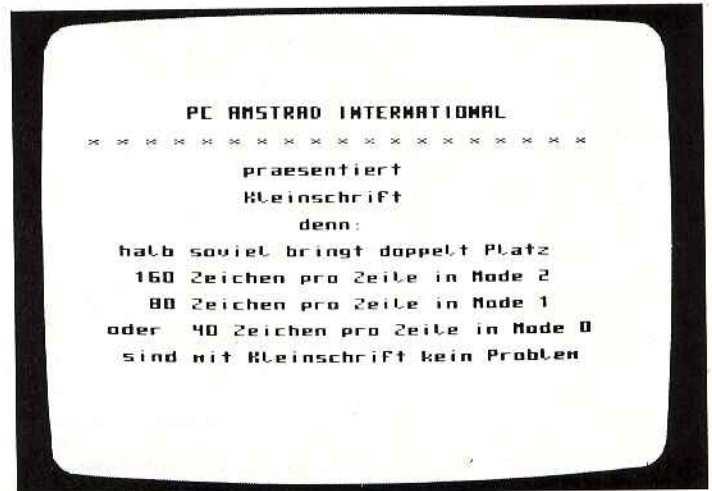 PC AMSTRAD INTERNATIONAL
* * * * * * * * * * * * * * * * * *
praesentiert
Kleinschrift
denn:
halb soviel bringt doppelt Platz
160 Zeichen pro Zeile in Mode 2
80 Zeichen pro Zeile in Mode 1
oder 40 Zeichen pro Zeile in Mode 0
sind mit Kleinschrift kein Problem